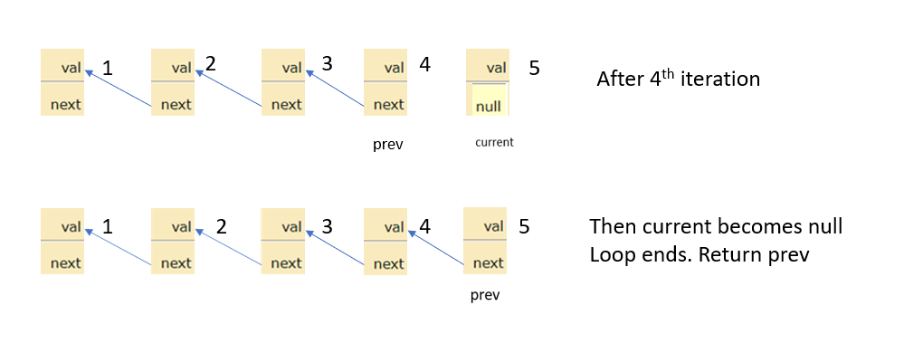 val 1 val 2 val 3 val 4 val 5
After 4th iteration
next next next next null
prev current
val 1 val 2 val 3 val 4 val 5
Then current becomes null
Loop ends. Return prev
next next next next next
prev